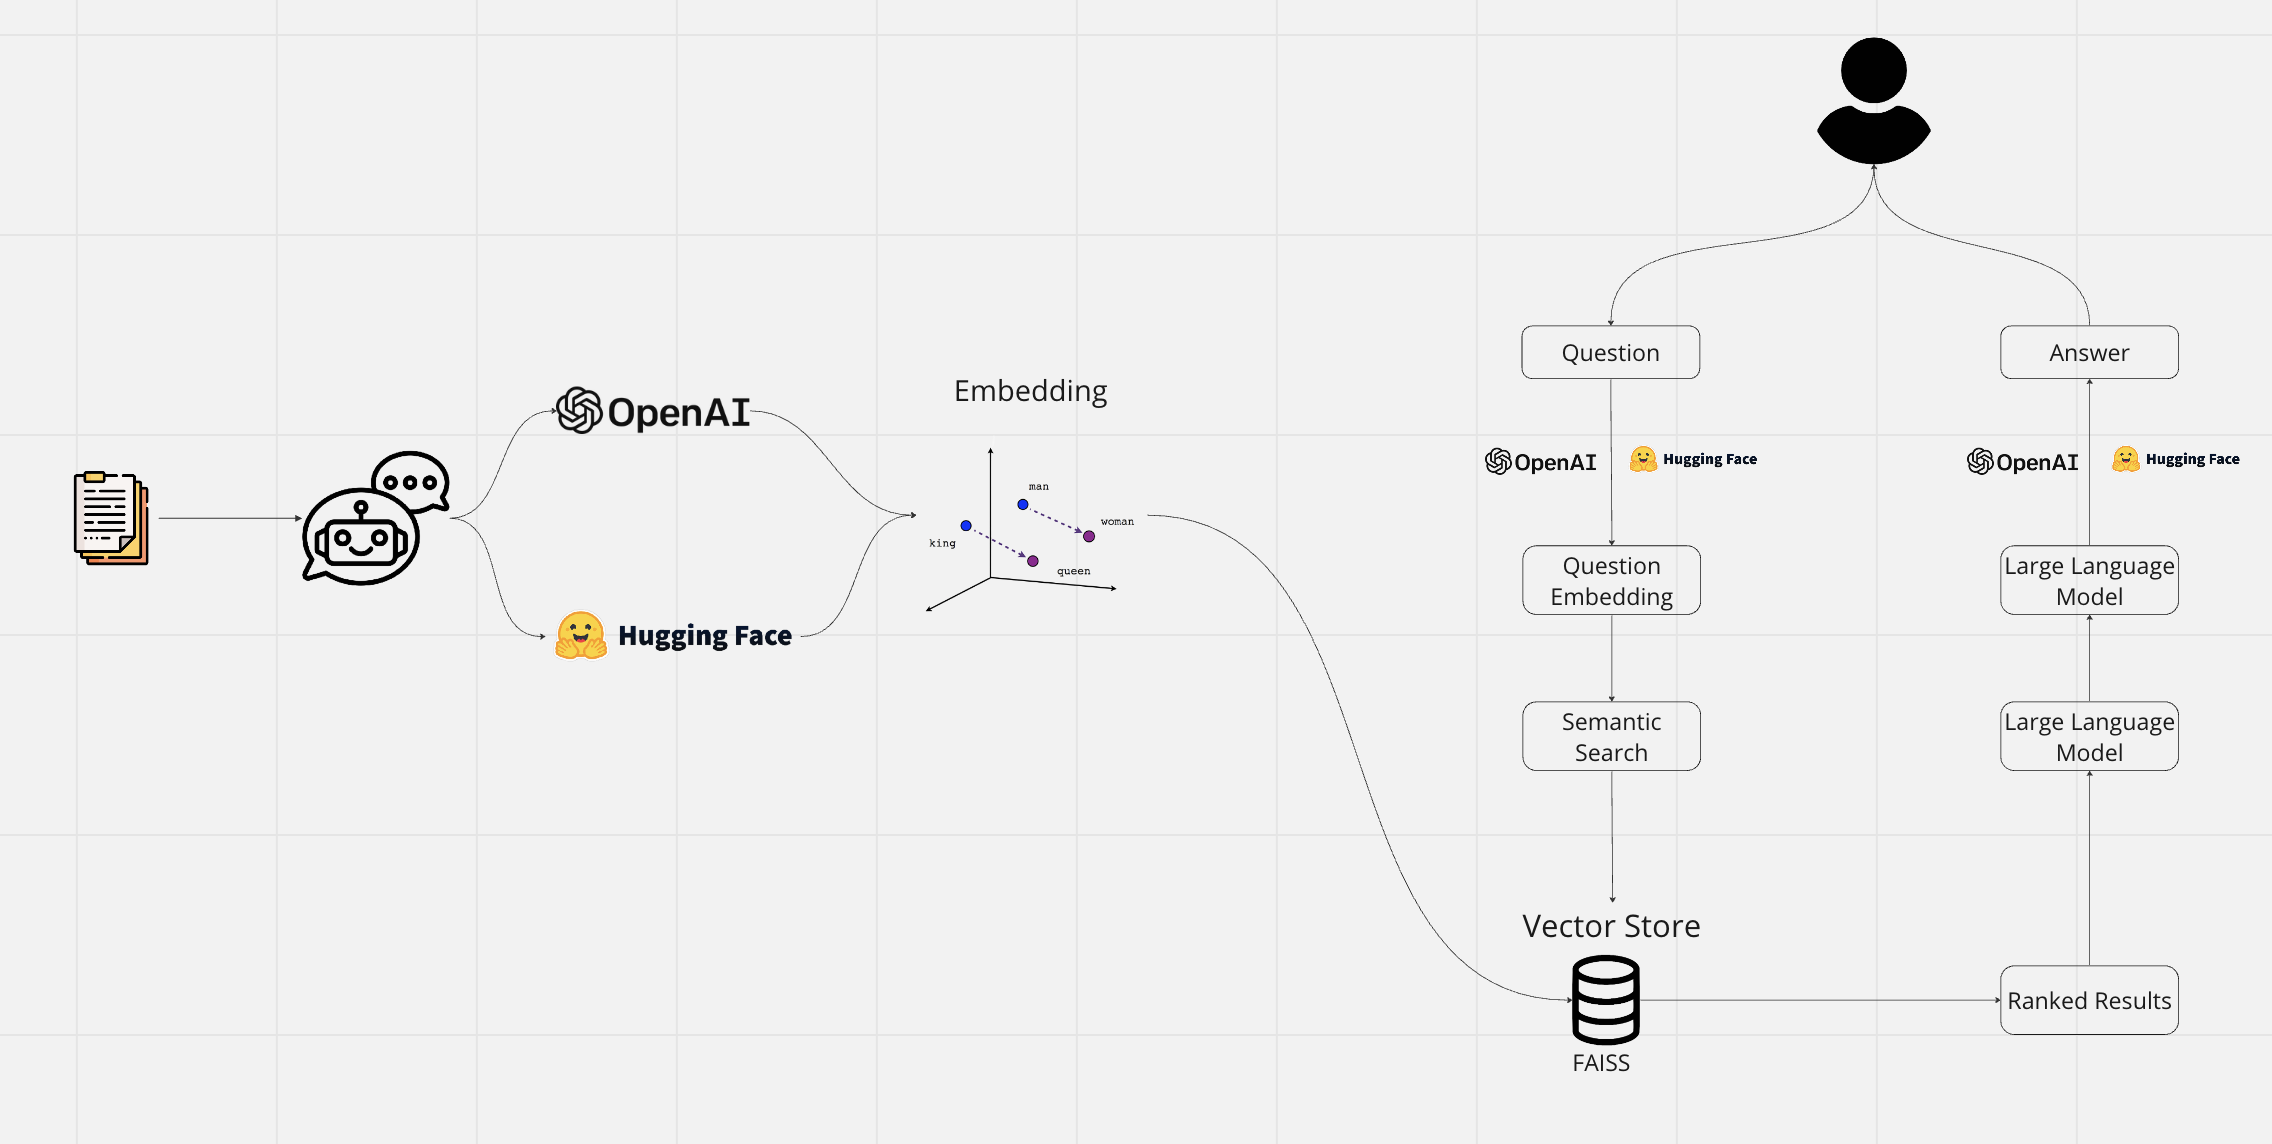 OpenAI
Hugging Face
Embedding
man
woman
king
queen
Question
OpenAI
Hugging Face
Question
Embedding
Semantic
Search
Vector Store
FAISS
Answer
OpenAI
Hugging Face
Large Language
Model
Large Language
Model
Ranked Results